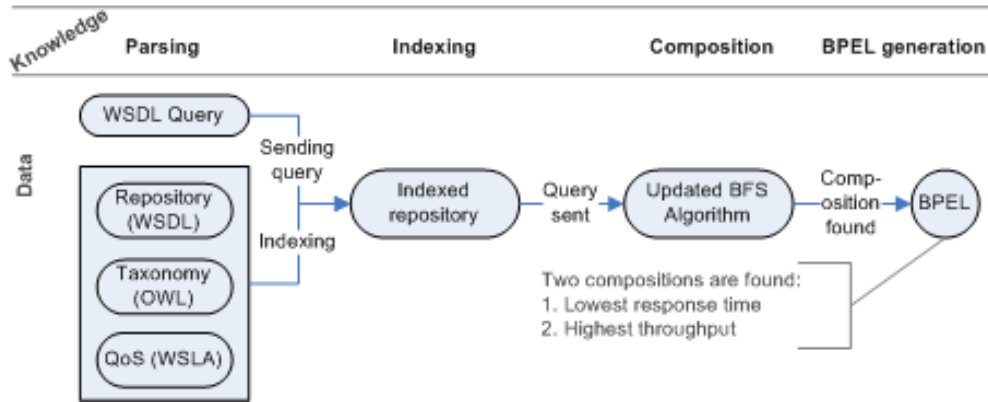 Knowledge
Parsing
Indexing
Composition
BPEL generation
Data
WSDL Query
Sending
query
Repository
(WSDL)
Indexing
Taxonomy
(OWL)
QoS (WSLA)
Indexed
repository
Query
sent
Updated BFS
Algorithm
Comp-
osition
found
BPEL
Two compositions are found:
1. Lowest response time
2. Highest throughput